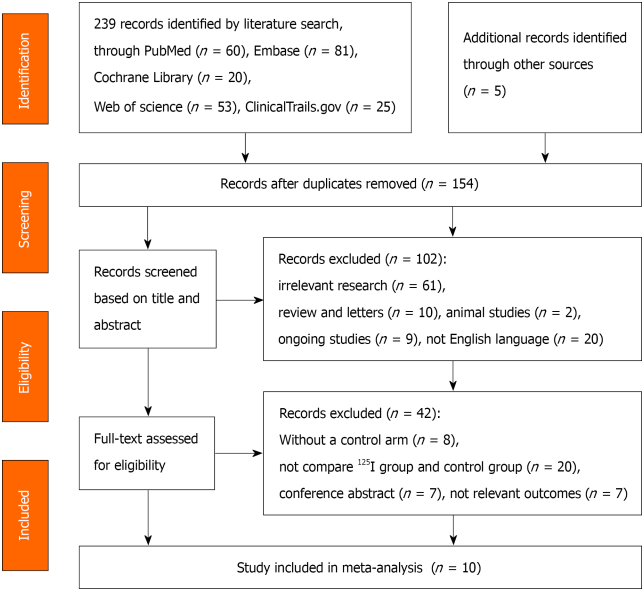 Identification
239 records identified by literature search,
through PubMed (n = 60), Embase (n = 81),
Cochrane Library (n = 20),
Web of science (n = 53), ClinicalTrails.gov (n = 25)
Additional records identified
through other sources
(n = 5)
Screening
Records after duplicates removed (n = 154)
Records screened
based on title and
abstract
Records excluded (n = 102):
irrelevant research (n = 61),
review and letters (n = 10), animal studies (n = 2),
ongoing studies (n = 9), not English language (n = 20)
Eligibility
Full-text assessed
for eligibility
Records excluded (n = 42):
Without a control arm (n = 8),
not compare ¹²⁵I group and control group (n = 20),
conference abstract (n = 7), not relevant outcomes (n = 7)
Included
Study included in meta-analysis (n = 10)